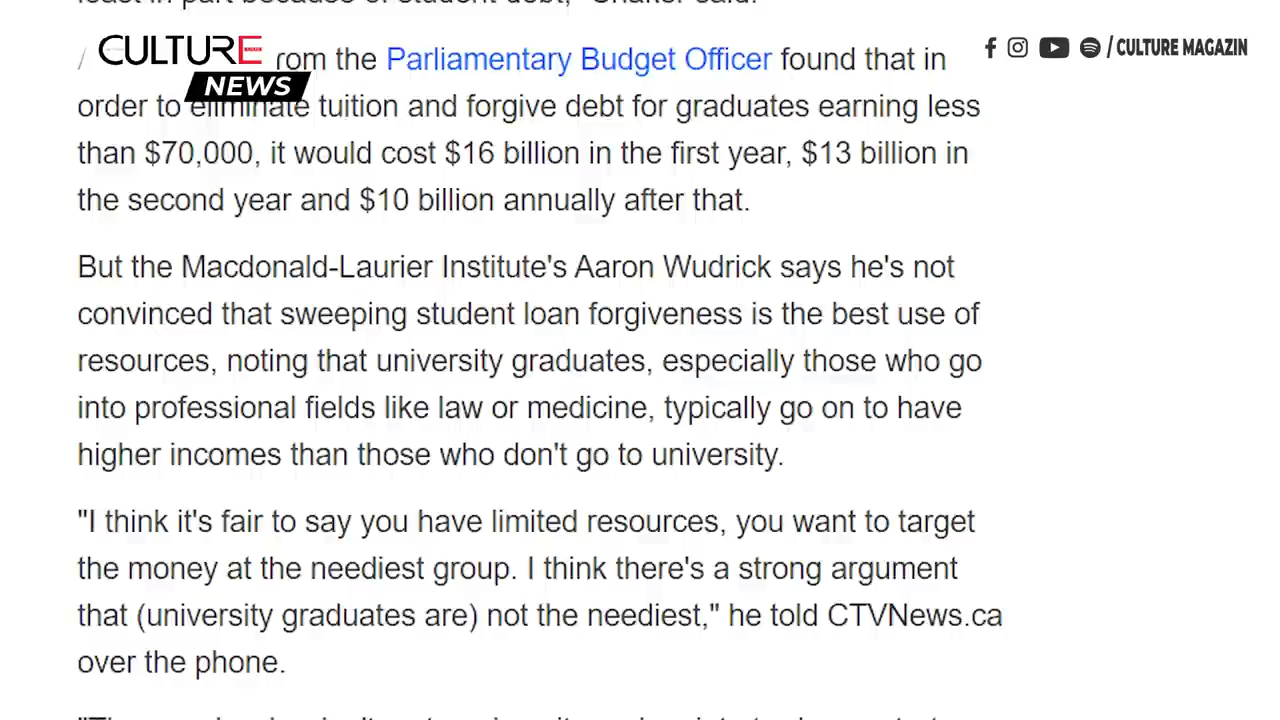 CULTURE
NEWS
/CULTURE MAGAZIN
rom the Parliamentary Budget Officer found that in
order to eliminate tuition and forgive debt for graduates earning less
than $70,000, it would cost $16 billion in the first year, $13 billion in
the second year and $10 billion annually after that.
But the Macdonald-Laurier Institute's Aaron Wudrick says he's not
convinced that sweeping student loan forgiveness is the best use of
resources, noting that university graduates, especially those who go
into professional fields like law or medicine, typically go on to have
higher incomes than those who don't go to university.
"I think it's fair to say you have limited resources, you want to target
the money at the neediest group. I think there's a strong argument
that (university graduates are) not the neediest," he told CTVNews.ca
over the phone.